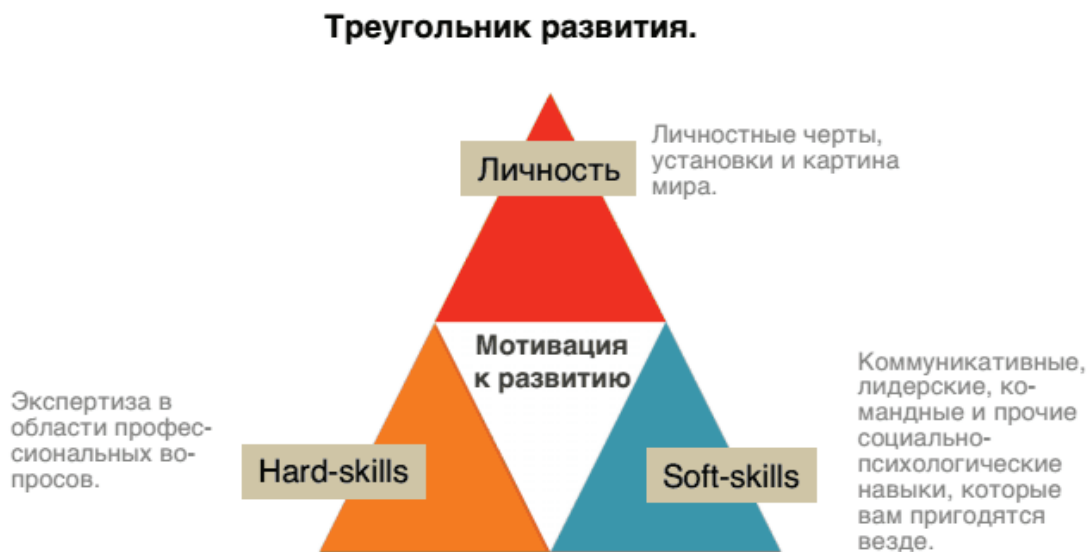 Треугольник развития.
Личность
Личностные черты,
установки и картина
мира.
Мотивация
к развитию
Экспертиза в
области профес-
сиональных во-
просов.
Hard-skills
Soft-skills
Коммуникативные,
лидерские, ко-
мандные и прочие
социально-
психологические
навыки, которые
вам пригодятся
везде.